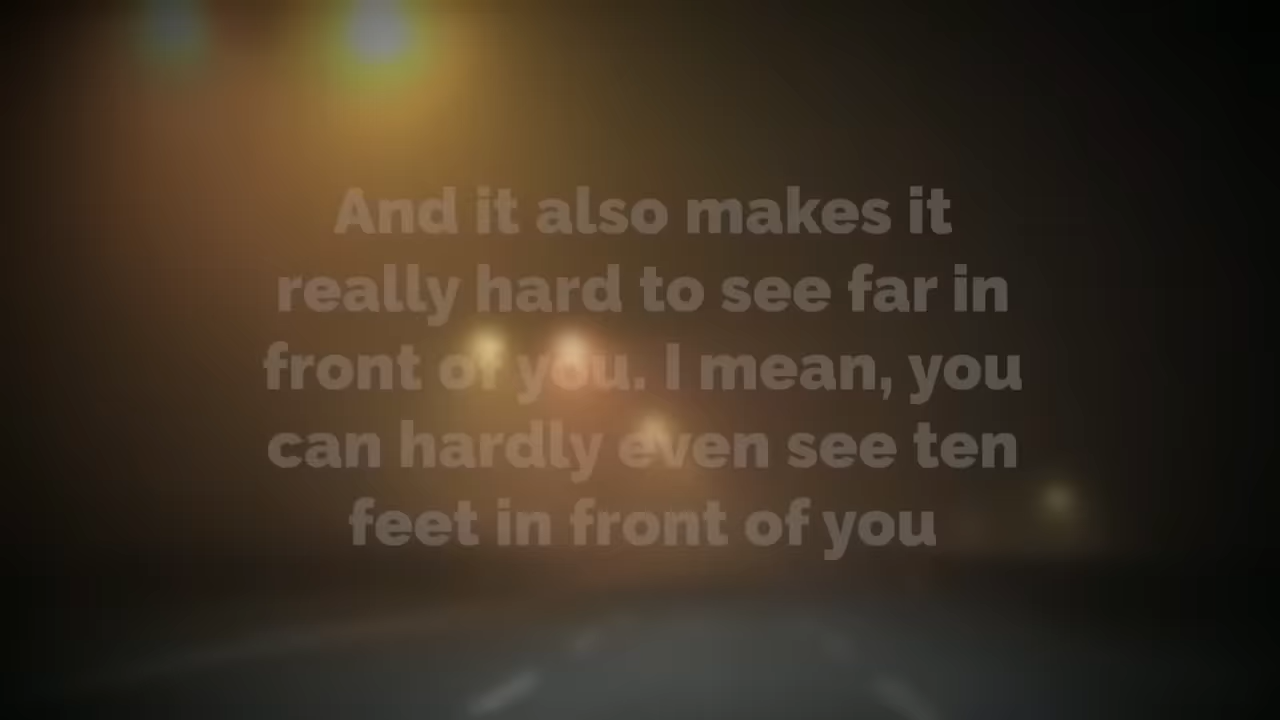 And it also makes it
really hard to see far in
front of you. I mean, you
can hardly even see ten
feet in front of you